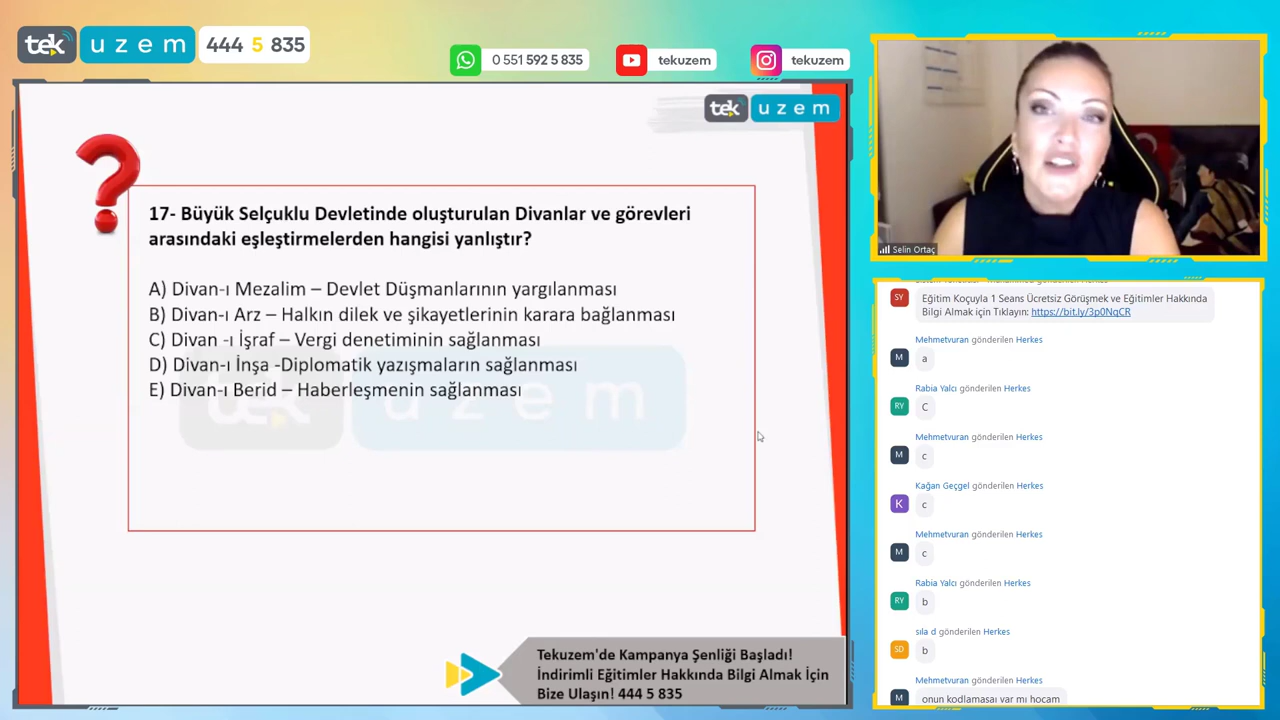 tek uzem 444 5 835
0 551 592 5 835
tekuzem
tekuzem
tek uzem
17- Büyük Selçuklu Devletinde oluşturulan Divanlar ve görevleri
arasındaki eşleştirmelerden hangisi yanlıştır?
A) Divan-ı Mezalim – Devlet Düşmanlarının yargılanması
B) Divan-ı Arz – Halkın dilek ve şikayetlerinin karara bağlanması
C) Divan -ı İşraf – Vergi denetiminin sağlanması
D) Divan-ı İnşa -Diplomatik yazışmaların sağlanması
E) Divan-ı Berid – Haberleşmenin sağlanması
tek uzem
Tekuzem'de Kampanya Şenliği Başladı!
İndirimli Eğitimler Hakkında Bilgi Almak İçin
Bize Ulaşın! 444 5 835
Selin Ortaç
SY
Eğitim Koçuyla 1 Seans Ücretsiz Görüşmek ve Eğitimler Hakkında
Bilgi Almak için Tıklayın: https://bit.ly/3p0NqCR
Mehmetvuran gönderilen Herkes
M a
Rabia Yalcı gönderilen Herkes
RY C
Mehmetvuran gönderilen Herkes
M c
Kağan Geçgel gönderilen Herkes
K c
Mehmetvuran gönderilen Herkes
M c
Rabia Yalcı gönderilen Herkes
RY b
sıla d gönderilen Herkes
SD b
Mehmetvuran gönderilen Herkes
M onun kodlaması var mı hocam